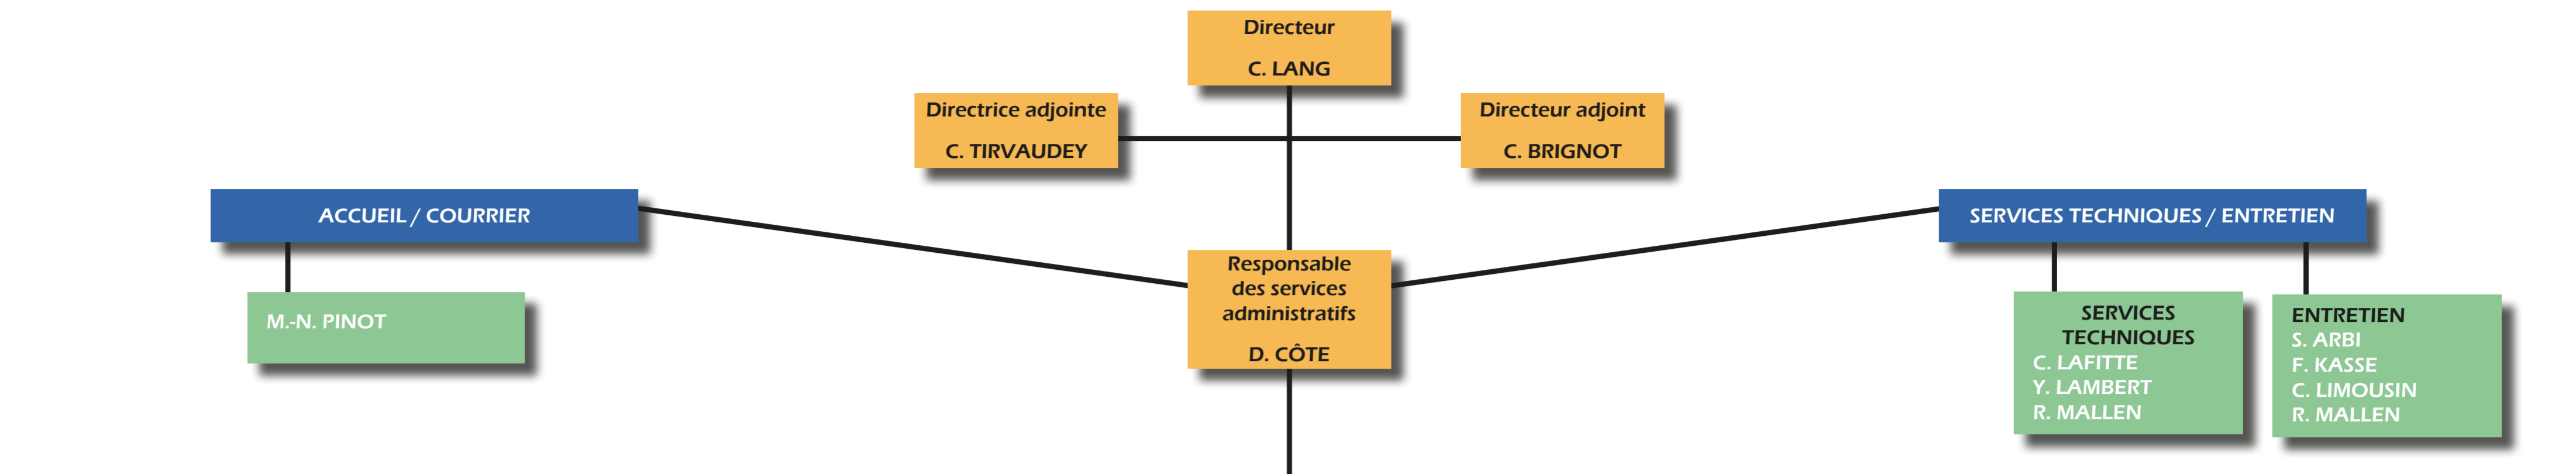 Directeur
C. LANG
Directrice adjointe
C. TIRVAUDEY
Directeur adjoint
C. BRIGNOT
ACCUEIL / COURRIER
SERVICES TECHNIQUES / ENTRETIEN
Responsable
des services
administratifs
D. CÔTE
M.-N. PINOT
SERVICES
TECHNIQUES
C. LAFITTE
Y. LAMBERT
R. MALLEN
ENTRETIEN
S. ARBI
F. KASSE
C. LIMOUSIN
R. MALLEN